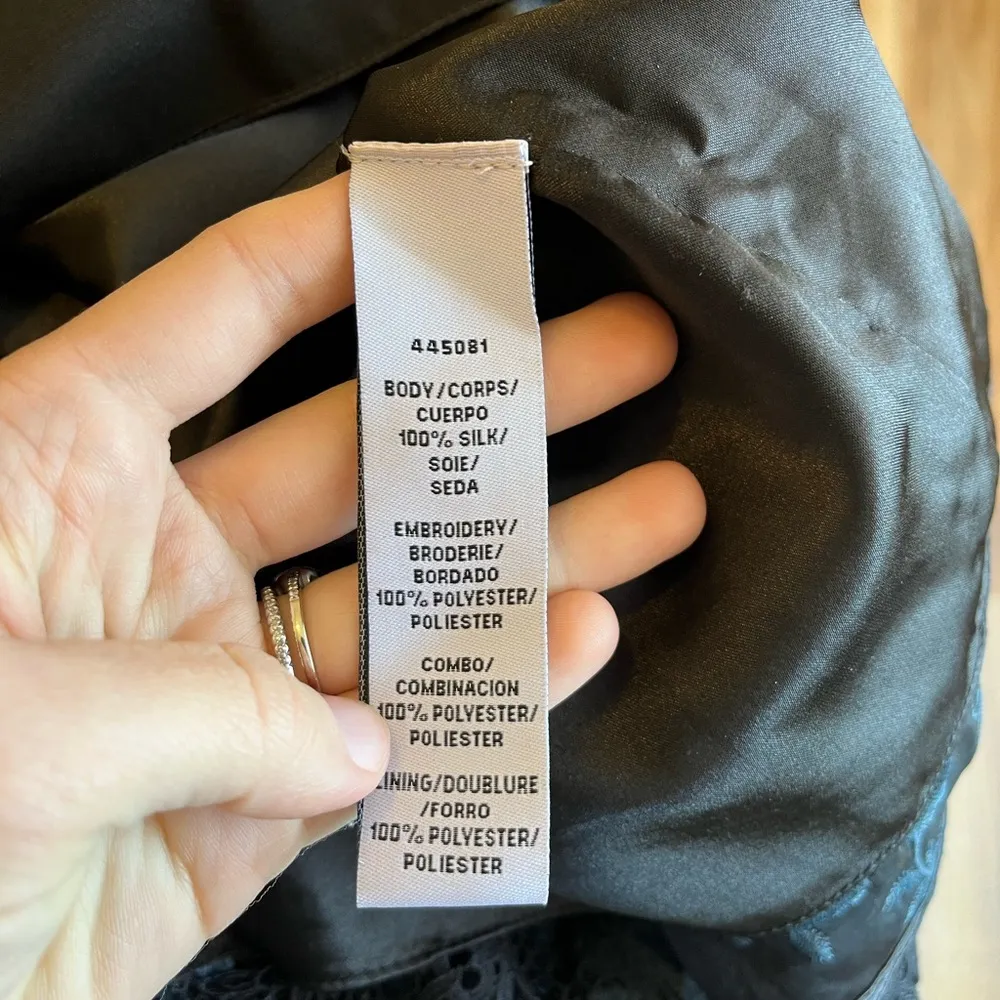 445081
BODY/CORPS/
CUERPO
100% SILK/
SOIE/
SEDA
EMBROIDERY/
BRODERIE/
BORDADO
100% POLYESTER/
POLIESTER
COMBO/
COMBINACION
100% POLYESTER/
POLIESTER
LINING/DOUBLURE
/FORRO
100% POLYESTER/
POLIESTER